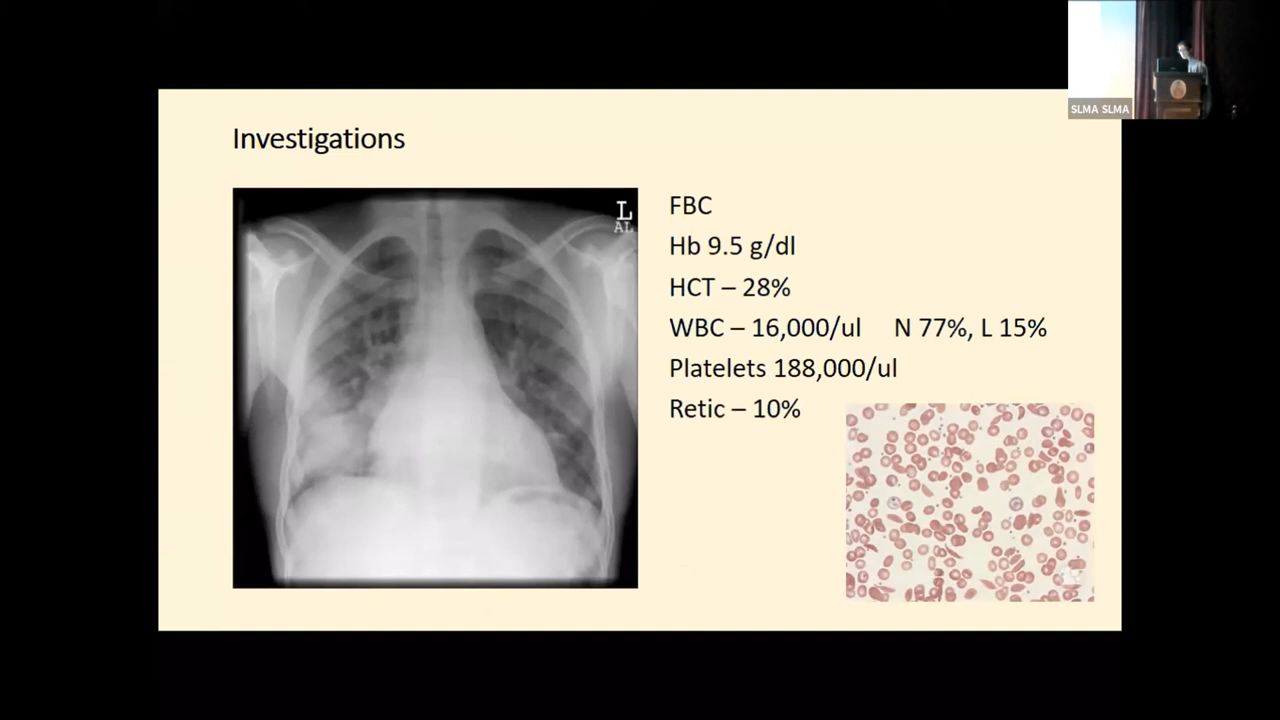 SLMA SLMA
Investigations
L
AL
FBC
Hb 9.5 g/dl
HCT – 28%
WBC – 16,000/ul N 77%, L 15%
Platelets 188,000/ul
Retic – 10%